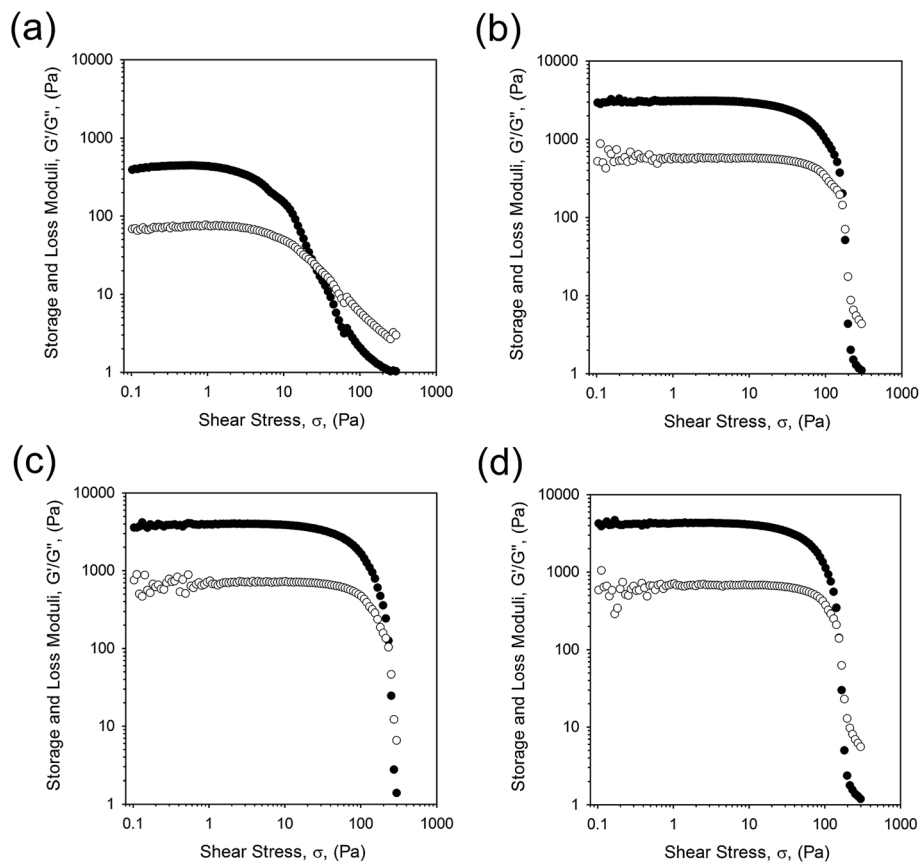 (a)
Storage and Loss Moduli, G'/G", (Pa)
10000
1000
100
10
1
0.1 1 10 100 1000
Shear Stress, σ, (Pa)
(b)
Storage and Loss Moduli, G'/G", (Pa)
10000
1000
100
10
1
0.1 1 10 100 1000
Shear Stress, σ, (Pa)
(c)
Storage and Loss Moduli, G'/G", (Pa)
10000
1000
100
10
1
0.1 1 10 100 1000
Shear Stress, σ, (Pa)
(d)
Storage and Loss Moduli, G'/G", (Pa)
10000
1000
100
10
1
0.1 1 10 100 1000
Shear Stress, σ, (Pa)